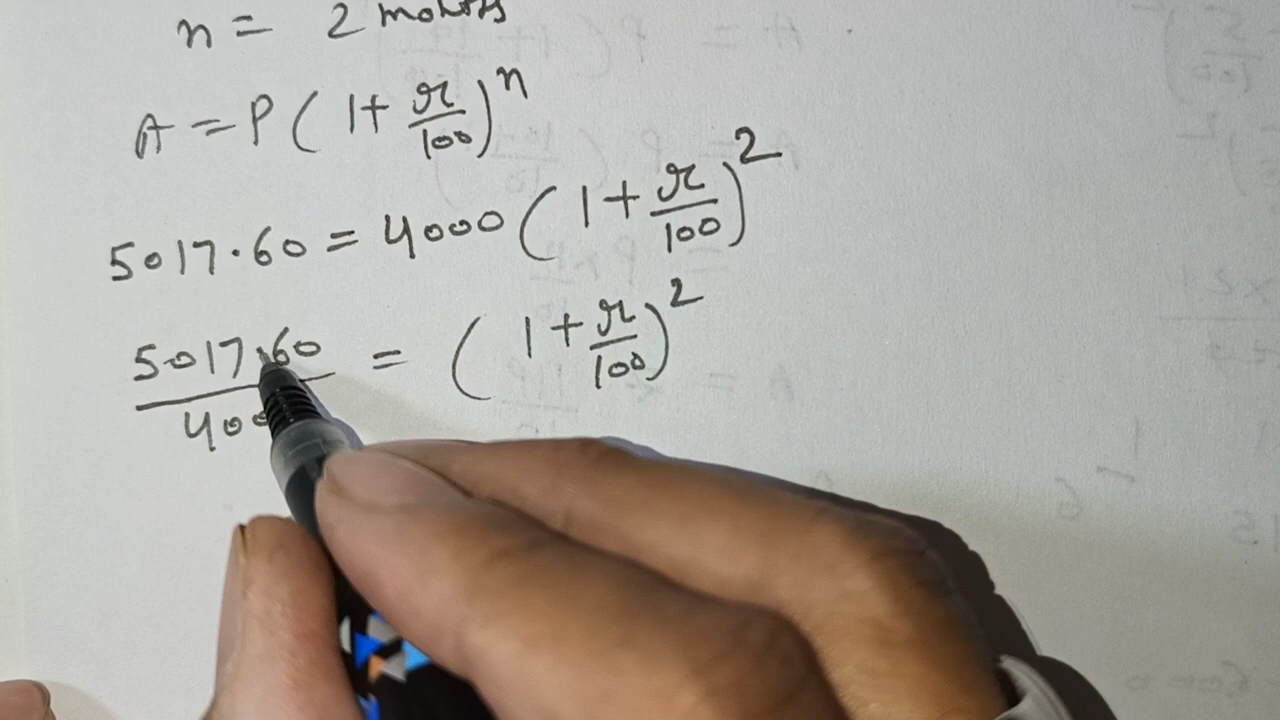 n = 2 months
A = P(1+r/100)^n
5017.60 = 4000(1+r/100)^2
5017.60/400 = (1+r/100)^2